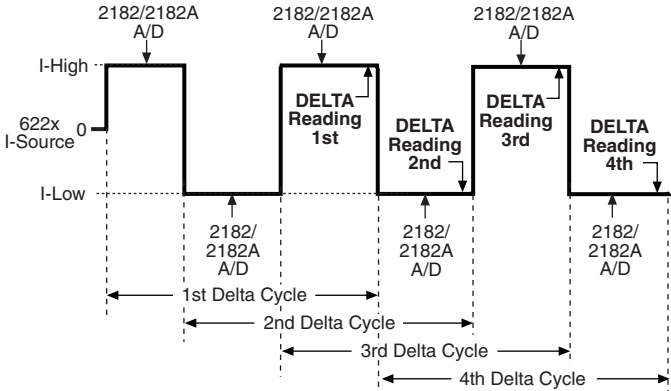 2182/2182A
A/D
2182/2182A
A/D
2182/2182A
A/D
I-High
622x
I-Source
0
I-Low
DELTA
Reading
1st
DELTA
Reading
2nd
DELTA
Reading
3rd
DELTA
Reading
4th
2182/
2182A
A/D
2182/
2182A
A/D
2182/
2182A
A/D
1st Delta Cycle
2nd Delta Cycle
3rd Delta Cycle
4th Delta Cycle